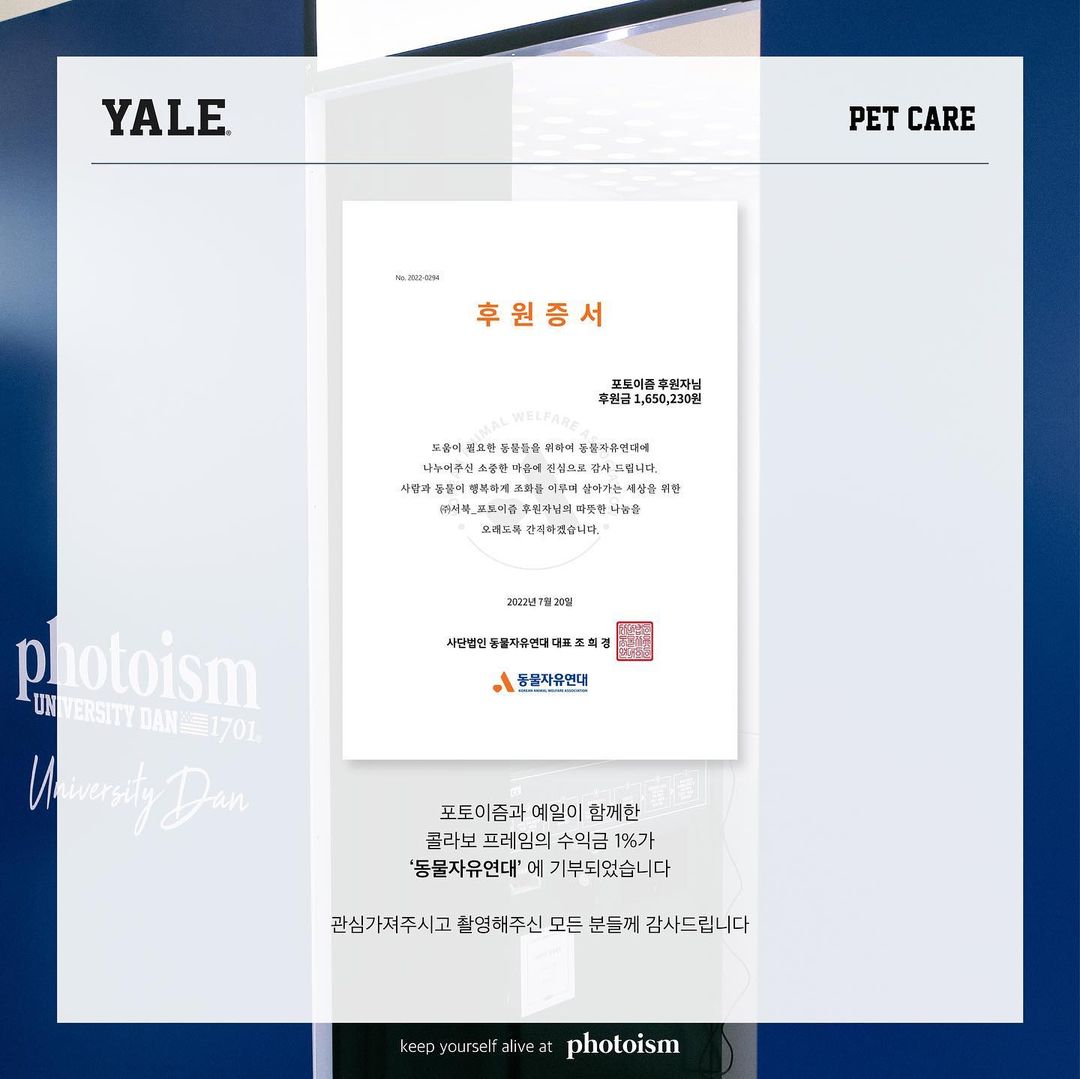 YALE
PET CARE
No. 2022-0294
후원증서
포토이즘 후원자님
후원금 1,650,230원
도움이 필요한 동물들을 위하여 동물자유연대에
나누어주신 소중한 마음에 진심으로 감사 드립니다.
사람과 동물이 행복하게 조화를 이루며 살아가는 세상을 위한
㈜서북_포토이즘 후원자님의 따뜻한 나눔을
오래도록 간직하겠습니다.
2022년 7월 20일
사단법인 동물자유연대 대표 조 희 경
동물자유연대
KOREAN ANIMAL WELFARE ASSOCIATION
photoism
UNIVERSITY DAN 1701
University Dan
포토이즘과 예일이 함께한
콜라보 프레임의 수익금 1%가
‘동물자유연대’ 에 기부되었습니다
관심가져주시고 촬영해주신 모든 분들께 감사드립니다
keep yourself alive at photoism